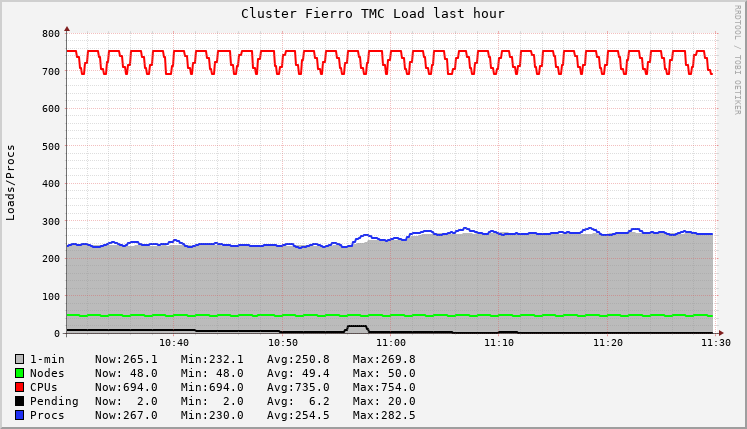 Cluster Fierro TMC Load last hour
RRDTOOL / TOBI OETIKER
Loads/Procs
800
700
600
500
400
300
200
100
0
10:40 10:50 11:00 11:10 11:20 11:30
1-min Now:265.1 Min:232.1 Avg:250.8 Max:269.8
Nodes Now: 48.0 Min: 48.0 Avg: 49.4 Max: 50.0
CPUs Now:694.0 Min:694.0 Avg:735.0 Max:754.0
Pending Now: 2.0 Min: 2.0 Avg: 6.2 Max: 20.0
Procs Now:267.0 Min:230.0 Avg:254.5 Max:282.5